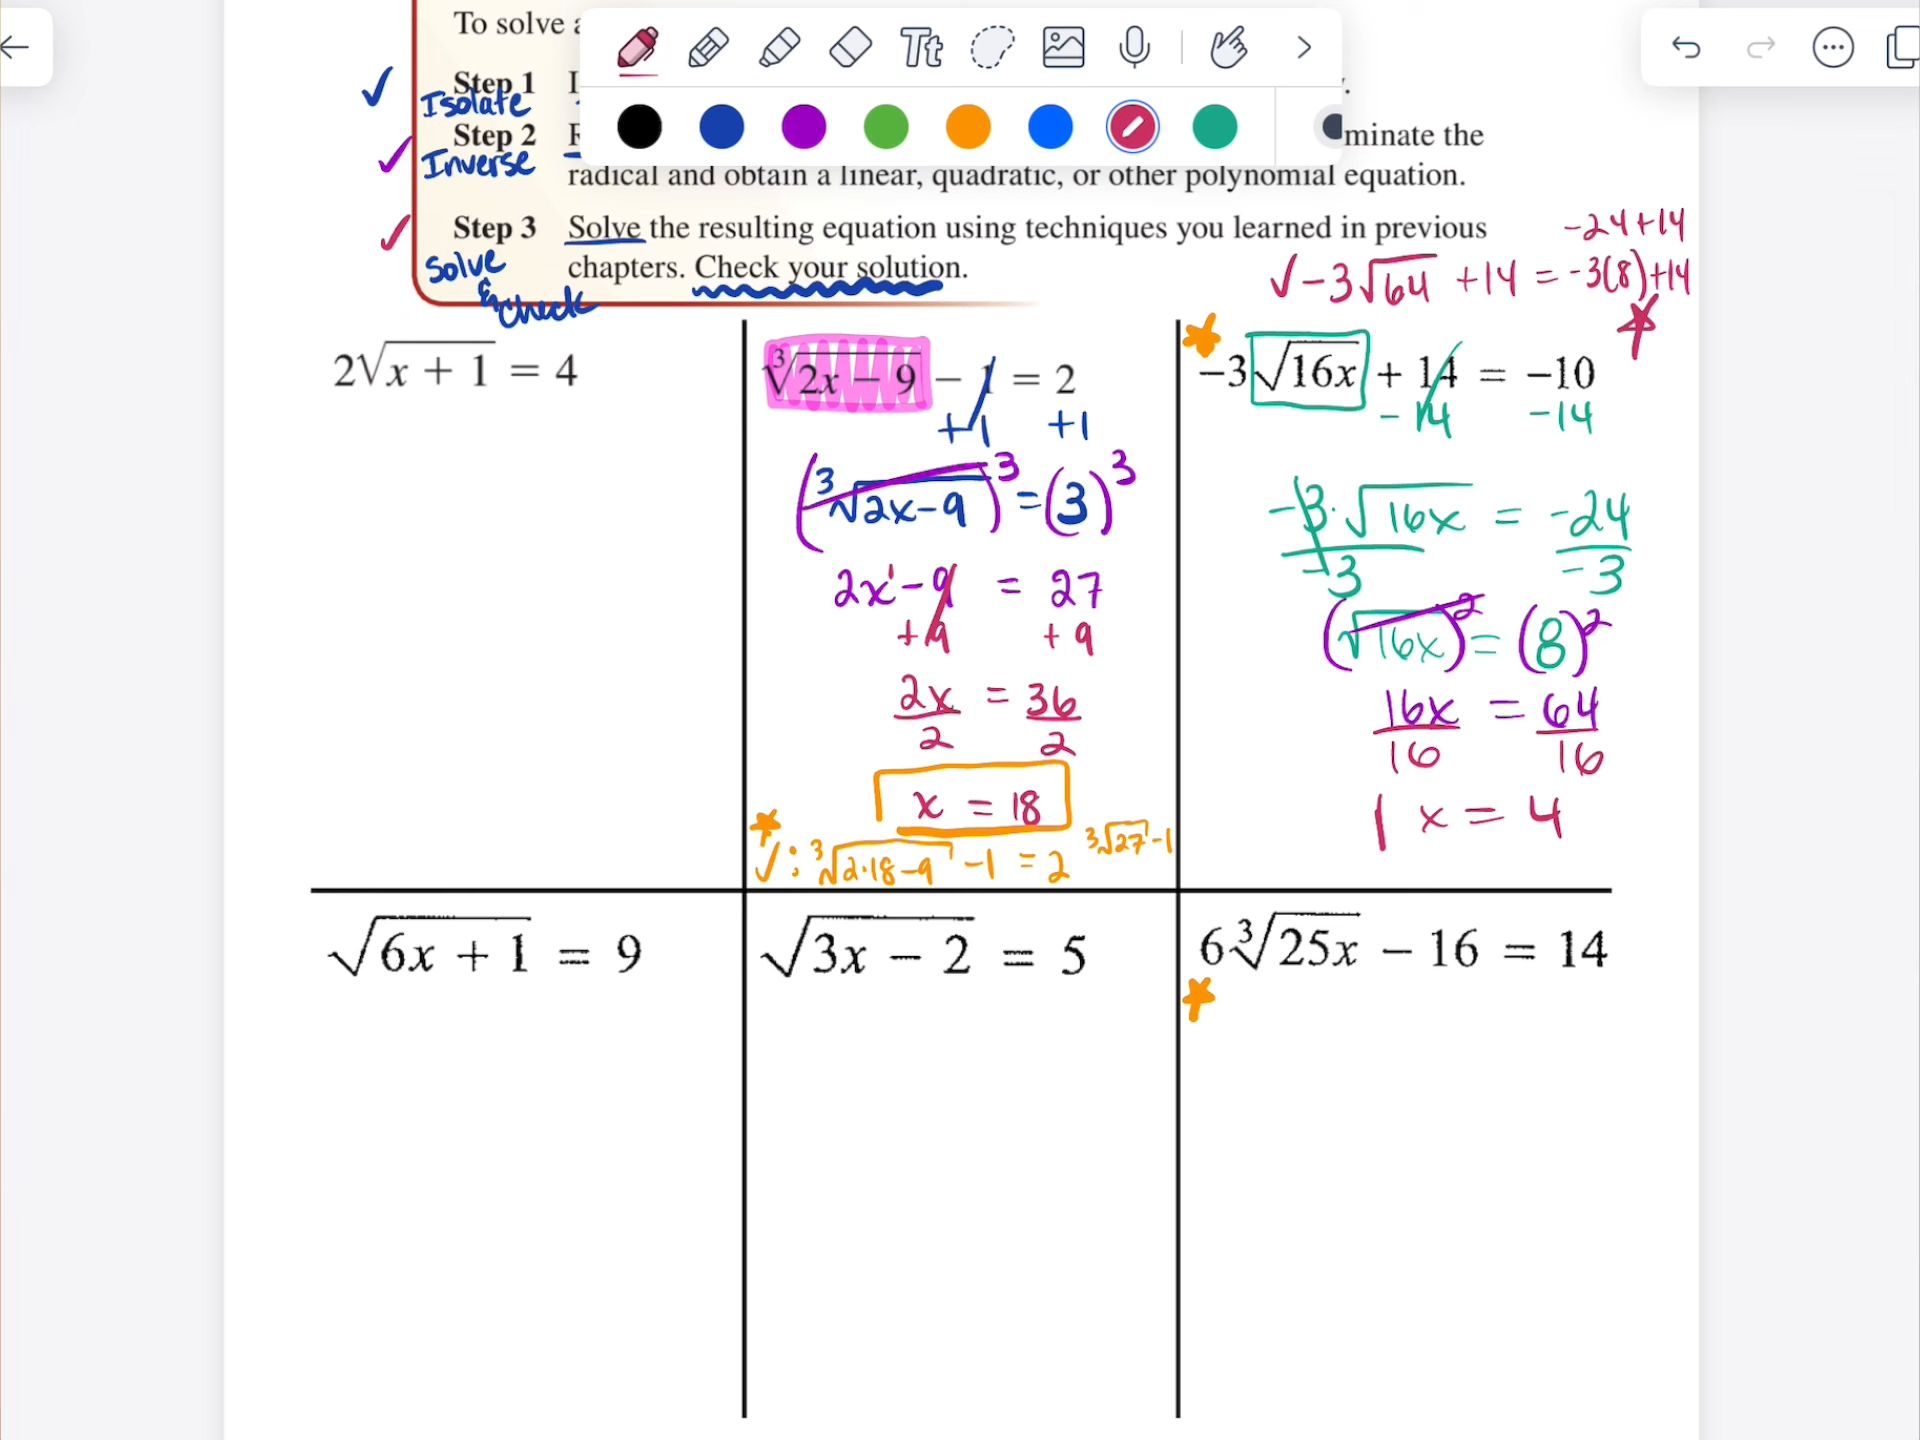 To solve
Step 1
Isolate
Step 2
minate the
Inverse
radical and obtain a linear, quadratic, or other polynomial equation.
Step 3 Solve the resulting equation using techniques you learned in previous
chapters. Check your solution.
Solve
& check
Tt
-24+14
√-3√64 +14 = -3(8)+14
2√x + 1 = 4
∛2x − 9 − 1 = 2
+1 +1
(∛2x-9)³ = (3)³
2x¹-9 = 27
+9 +9
2x = 36
2 2
x = 18
✓: ∛2·18-9 -1 = 2 ∛27 -1
−3√16x + 14 = −10
-14 -14
-3·√16x = -24
-3 -3
(√16x)² = (8)²
16x = 64
16 16
x = 4
√6x + 1 = 9
√3x − 2 = 5
6∛25x − 16 = 14